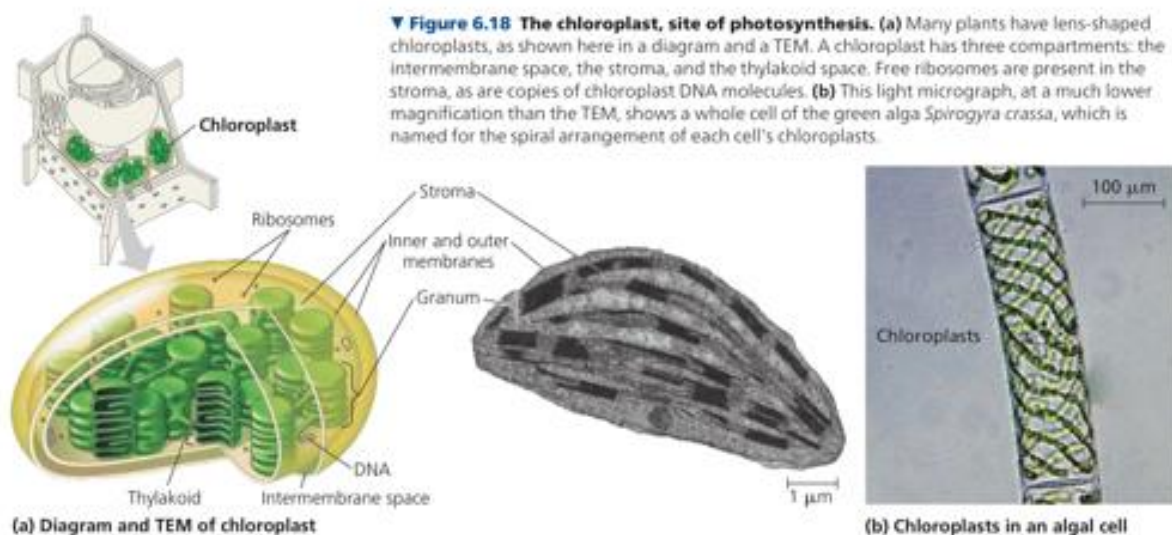 ▼ Figure 6.18 The chloroplast, site of photosynthesis. (a) Many plants have lens-shaped
chloroplasts, as shown here in a diagram and a TEM. A chloroplast has three compartments: the
intermembrane space, the stroma, and the thylakoid space. Free ribosomes are present in the
stroma, as are copies of chloroplast DNA molecules. (b) This light micrograph, at a much lower
magnification than the TEM, shows a whole cell of the green alga Spirogyra crassa, which is
named for the spiral arrangement of each cell's chloroplasts.
Chloroplast
Stroma
Ribosomes
Inner and outer
membranes
Granum
DNA
Thylakoid
Intermembrane space
1 μm
(a) Diagram and TEM of chloroplast
100 μm
Chloroplasts
(b) Chloroplasts in an algal cell